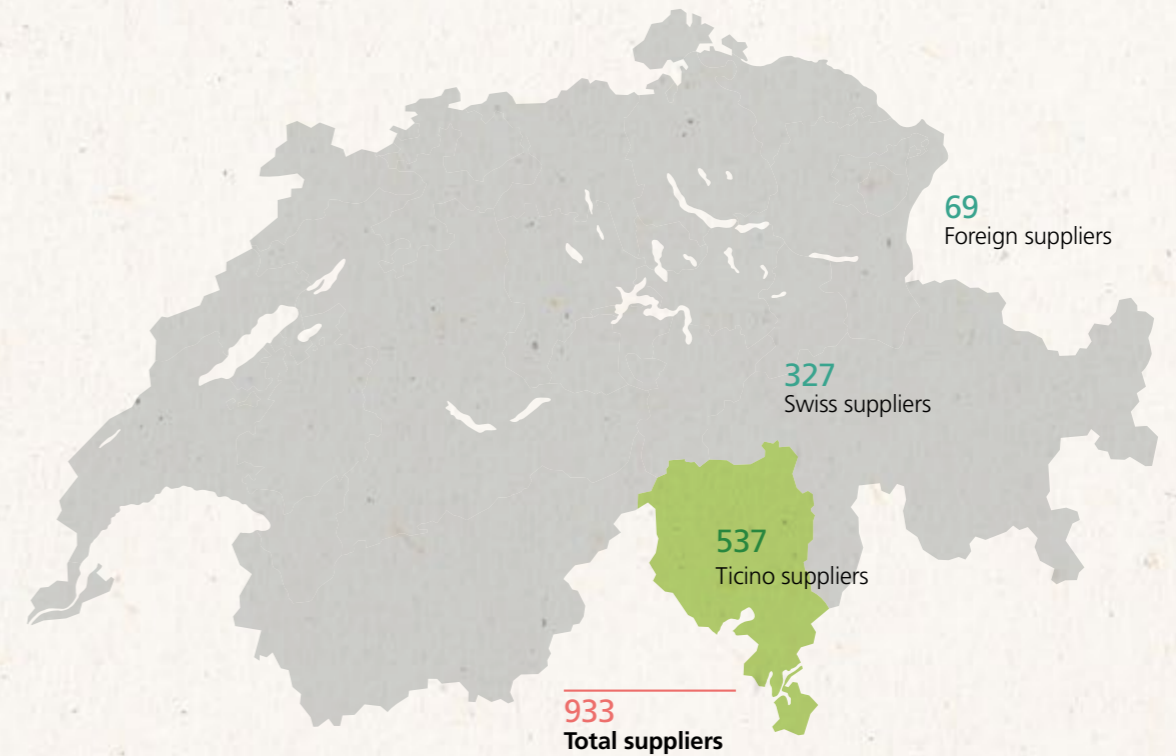 69
Foreign suppliers
327
Swiss suppliers
537
Ticino suppliers
933
Total suppliers